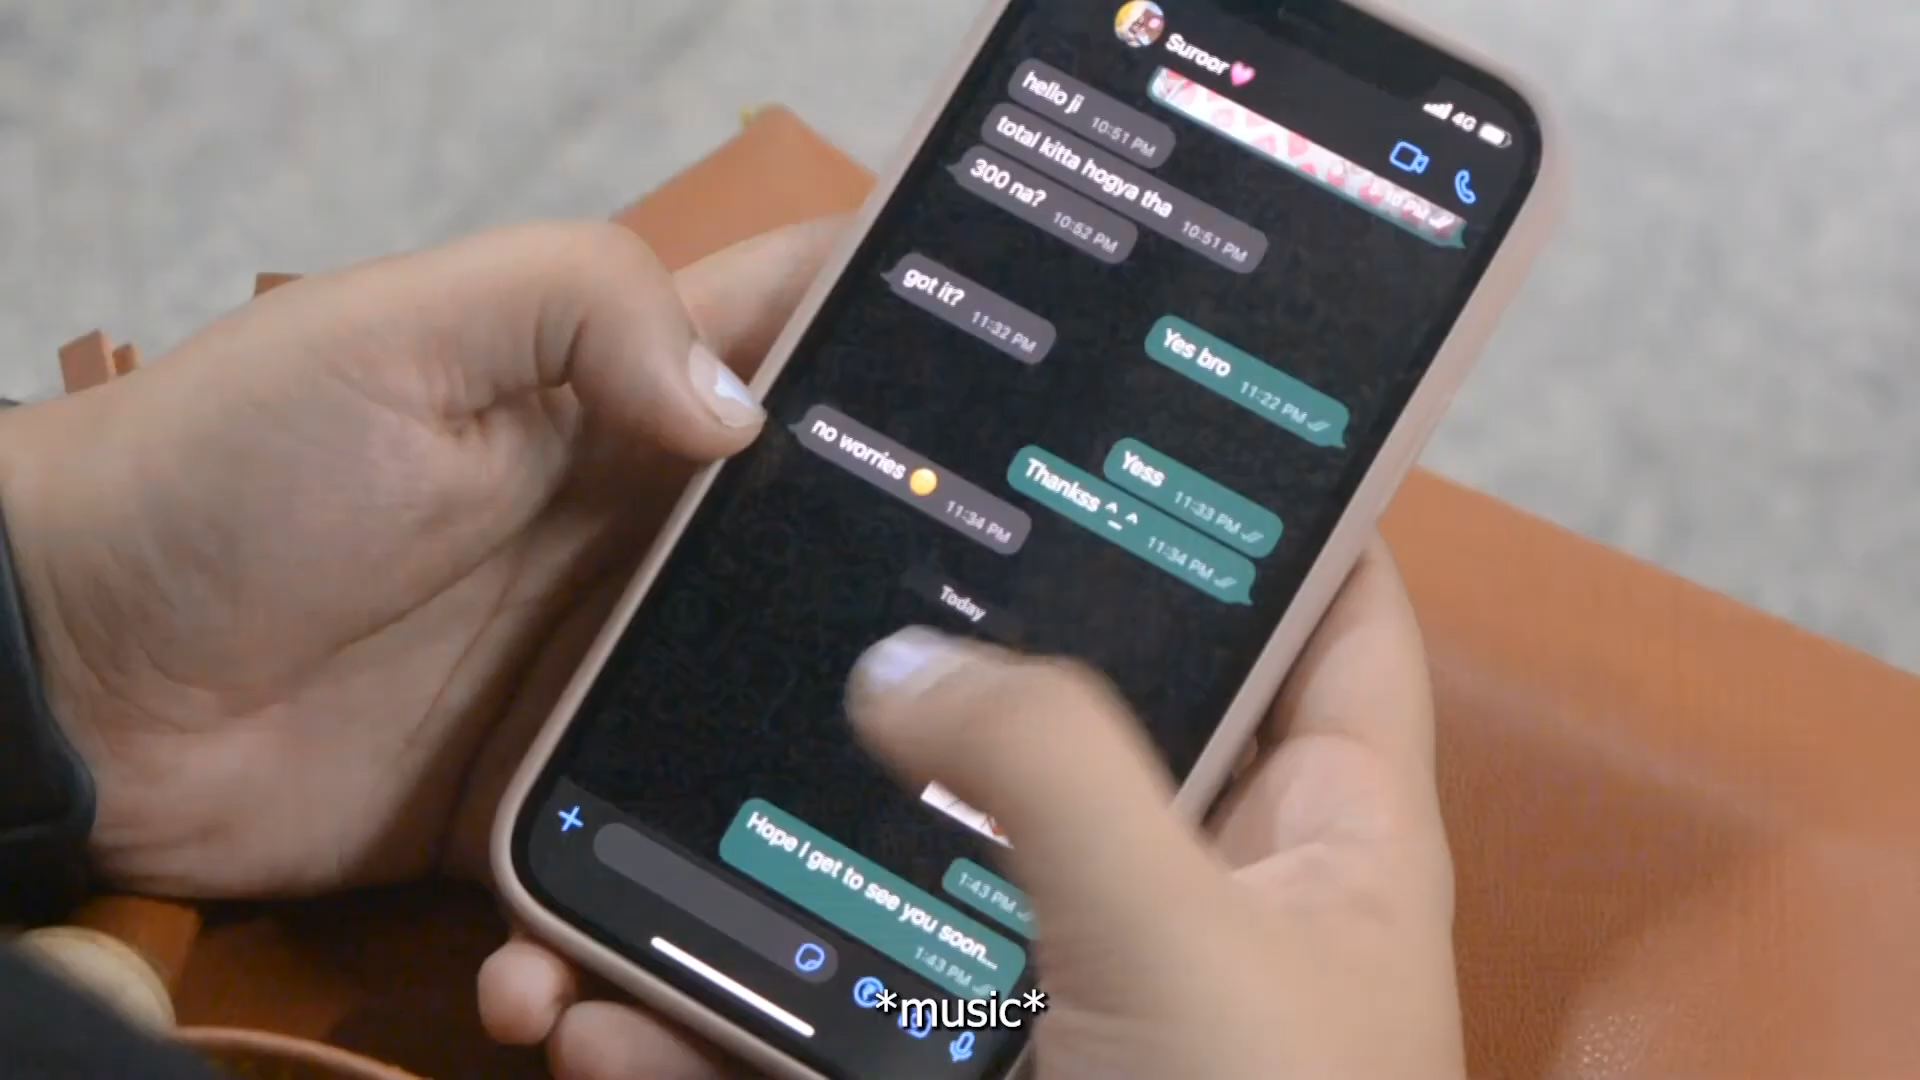 Suroor
4G
hello ji
10:51 PM
total kitta hogya tha
10:51 PM
300 na?
10:52 PM
Yes bro
11:22 PM
got it?
11:32 PM
Yess
11:33 PM
Thankss ^_^
11:34 PM
no worries
11:34 PM
Today
1:43 PM
Hope I get to see you soon...
1:43 PM
*music*